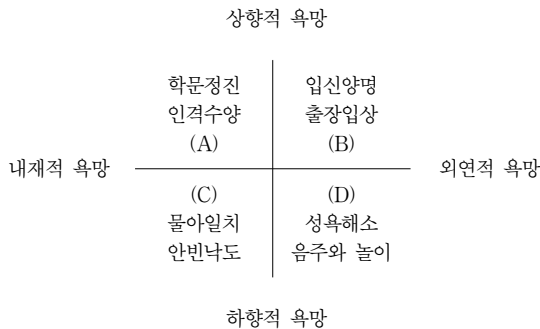 상향적 욕망
학문정진
인격수양
(A)
입신양명
출장입상
(B)
내재적 욕망
외연적 욕망
(C)
물아일치
안빈낙도
(D)
성욕해소
음주와 놀이
하향적 욕망